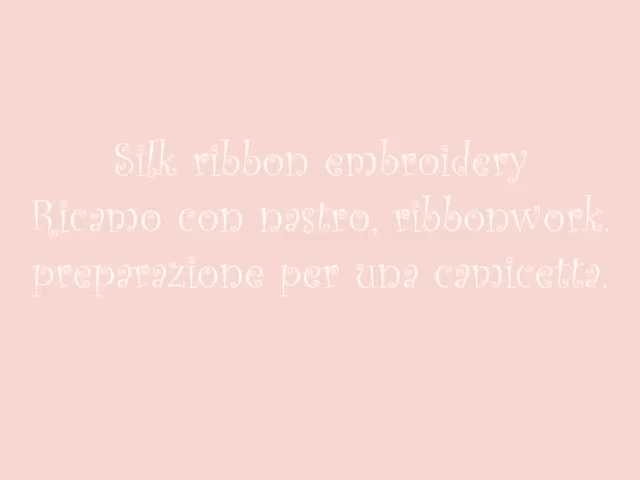 Silk ribbon embroidery
Ricamo con nastro, ribbonwork.
preparazione per una camicetta.